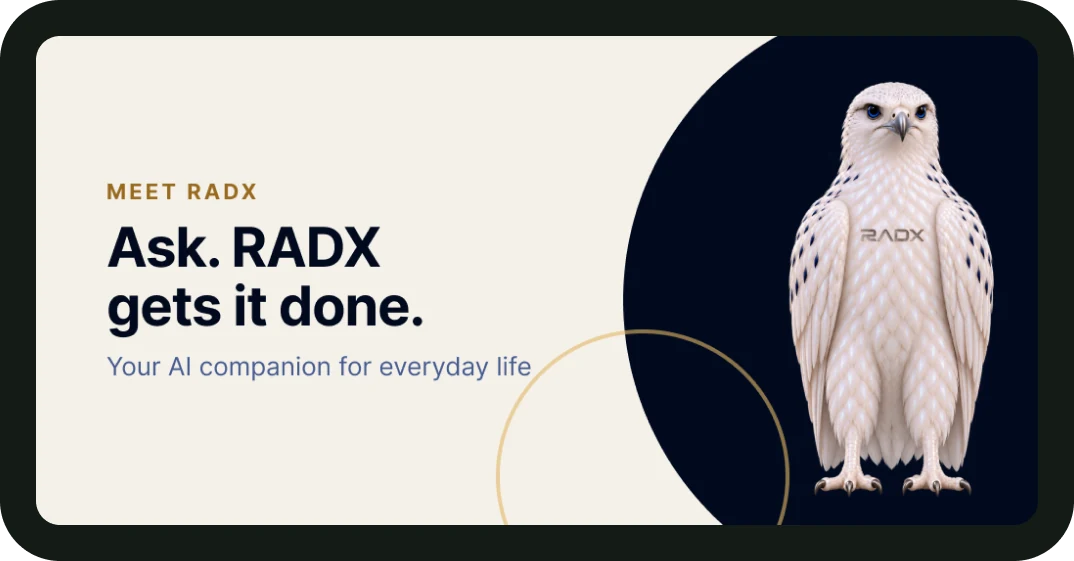 MEET RADX
Ask. RADX
gets it done.
Your AI companion for everyday life
RADX